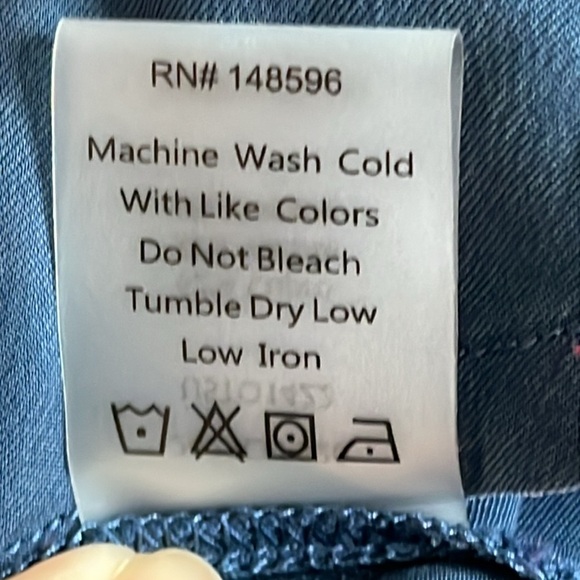 RN# 148596
Machine Wash Cold
With Like Colors
Do Not Bleach
Tumble Dry Low
Low Iron